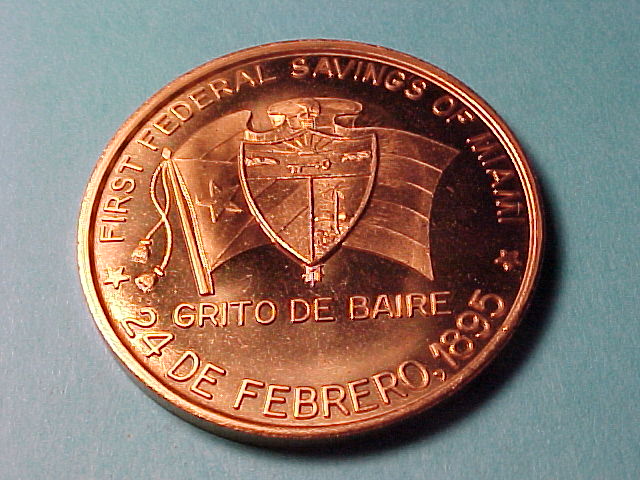 FIRST FEDERAL SAVINGS OF MIAMI
GRITO DE BAIRE
24 DE FEBRERO, 1895